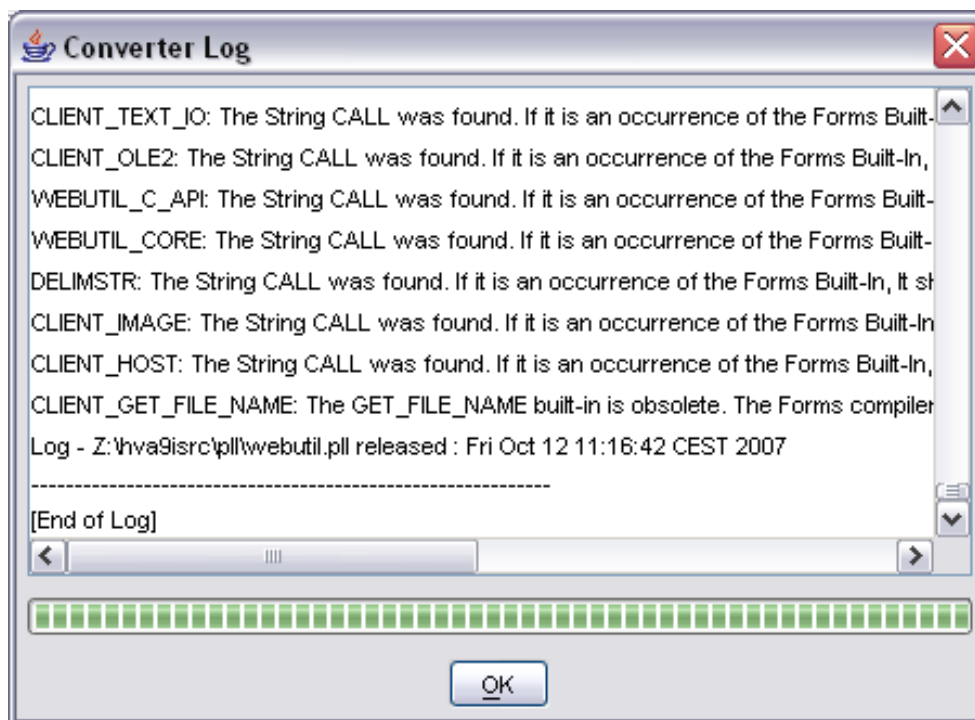 Converter Log
CLIENT_TEXT_IO: The String CALL was found. If it is an occurrence of the Forms Built-
CLIENT_OLE2: The String CALL was found. If it is an occurrence of the Forms Built-In,
WEBUTIL_C_API: The String CALL was found. If it is an occurrence of the Forms Built-
WEBUTIL_CORE: The String CALL was found. If it is an occurrence of the Forms Built-
DELIMSTR: The String CALL was found. If it is an occurrence of the Forms Built-In, It sh
CLIENT_IMAGE: The String CALL was found. If it is an occurrence of the Forms Built-In
CLIENT_HOST: The String CALL was found. If it is an occurrence of the Forms Built-In,
CLIENT_GET_FILE_NAME: The GET_FILE_NAME built-in is obsolete. The Forms compiler
Log - Z:\hva9isrc\pll\webutil.pll released : Fri Oct 12 11:16:42 CEST 2007
------------------------------------------------------------
[End of Log]
OK